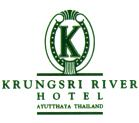 K
KRUNGSRI RIVER
HOTEL
AYUTTHAYA THAILAND